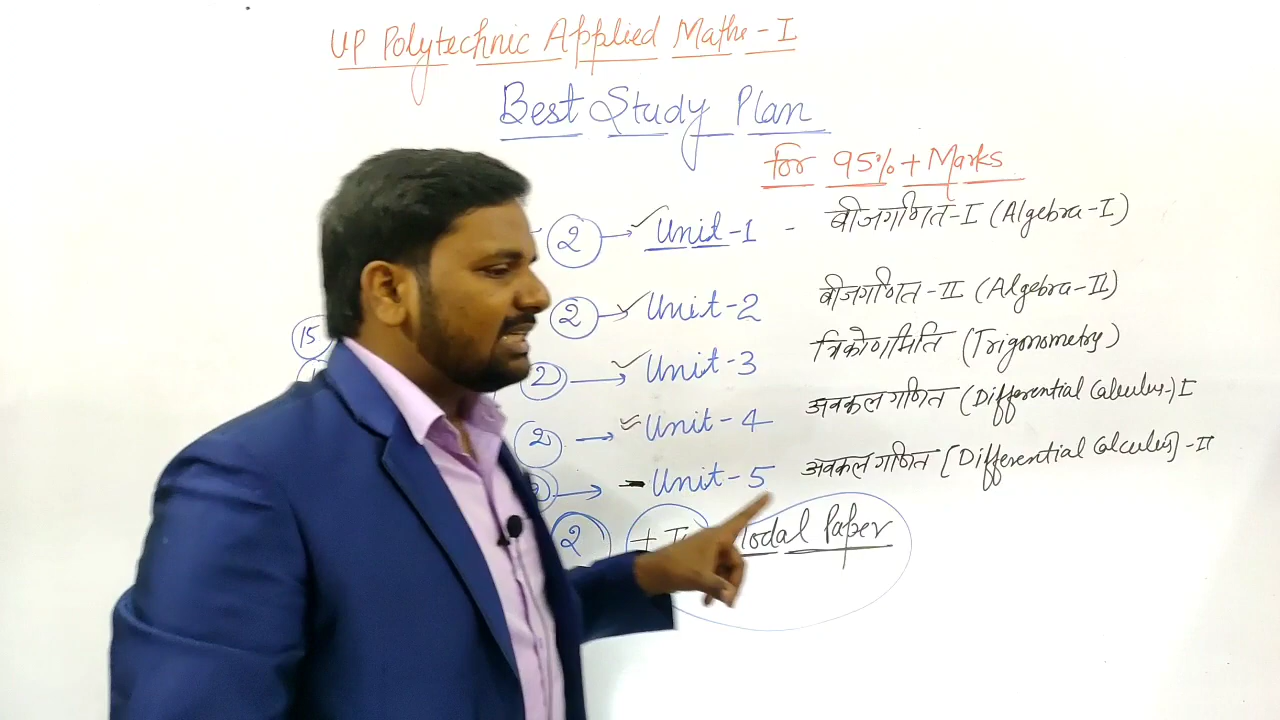 UP Polytechnic Applied Maths-I
Best Study Plan
for 95%+ Marks
2 → ✓ Unit-1 - बीजगणित-I (Algebra-I)
2 → ✓ Unit-2 बीजगणित-II (Algebra-II)
15
2 → ✓ Unit-3 त्रिकोणमिति (Trigonometry)
2 → Unit-4 अवकल गणित (Differential Calculus-) I
→ - Unit-5 अवकल गणित [Differential Calculus] - II
2 + Modal Paper